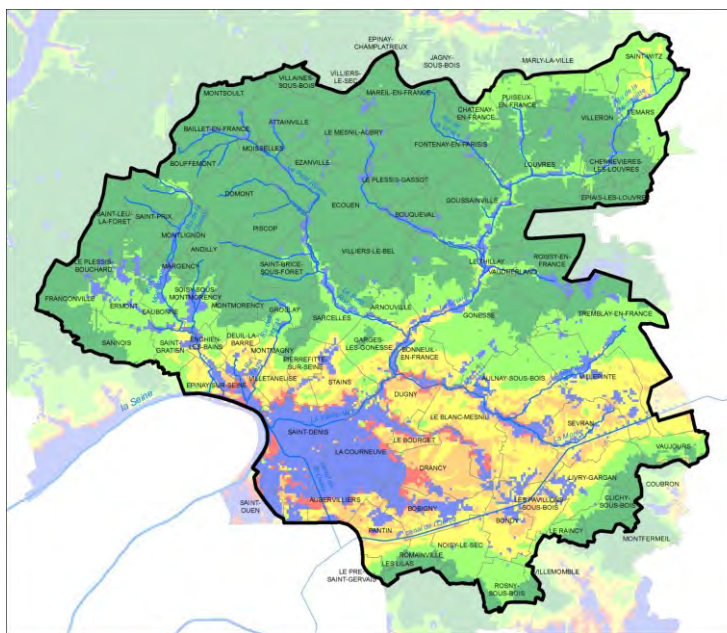 EPINAY-
CHAMPLATREUX
JAGNY-
SOUS-BOIS
MARLY-LA-VILLE
SAINT-WITZ
VILLAINES-
SOUS-BOIS
VILLIERS-
LE-SEC
MAREIL-EN-FRANCE
MONTSOULT
CHATENAY-
EN-FRANCE
PUISEUX-
EN-FRANCE
VILLERON
VEMARS
BAILLET-EN-FRANCE
ATTAINVILLE
LE MESNIL-AUBRY
FONTENAY-EN-PARISIS
MOISSELLES
BOUFFEMONT
EZANVILLE
LOUVRES
CHENNEVIERES-
LES-LOUVRES
LE PLESSIS-GASSOT
DOMONT
ECOUEN
BOUQUEVAL
GOUSSAINVILLE
EPIAIS-LES-LOUVRES
SAINT-LEU-
LA-FORET
SAINT-PRIX
PISCOP
MONTLIGNON
ANDILLY
VILLIERS-LE-BEL
LE THILLAY
VAUDHERLAND
ROISSY-EN-
FRANCE
LE PLESSIS-
BOUCHARD
MARGENCY
SAINT-BRICE-
SOUS-FORET
FRANCONVILLE
ERMONT
EAUBONNE
SOISY-SOUS-
MONTMORENCY
MONTMORENCY
GROSLAY
SARCELLES
ARNOUVILLE
GONESSE
TREMBLAY-EN-FRANCE
SANNOIS
SAINT-
GRATIEN
ENGHIEN-
LES-BAINS
DEUIL-LA-
BARRE
MONTMAGNY
GARGES-
LES-GONESSE
BONNEUIL-
EN-FRANCE
PIERREFITTE-
SUR-SEINE
EPINAY-SUR-SEINE
VILLETANEUSE
STAINS
DUGNY
AULNAY-SOUS-BOIS
VILLEPINTE
la Seine
SAINT-DENIS
LE BLANC-MESNIL
SEVRAN
LE BOURGET
LA COURNEUVE
DRANCY
VAUJOURS
LIVRY-GARGAN
COUBRON
SAINT-
OUEN
AUBERVILLIERS
BOBIGNY
LES PAVILLONS-
SOUS-BOIS
CLICHY-
SOUS-BOIS
PANTIN
canal de l'Ourcq
BONDY
LE RAINCY
MONTFERMEIL
NOISY-LE-SEC
ROMAINVILLE
LES LILAS
LE PRE-
SAINT-GERVAIS
VILLEMOMBLE
ROSNY-
SOUS-BOIS